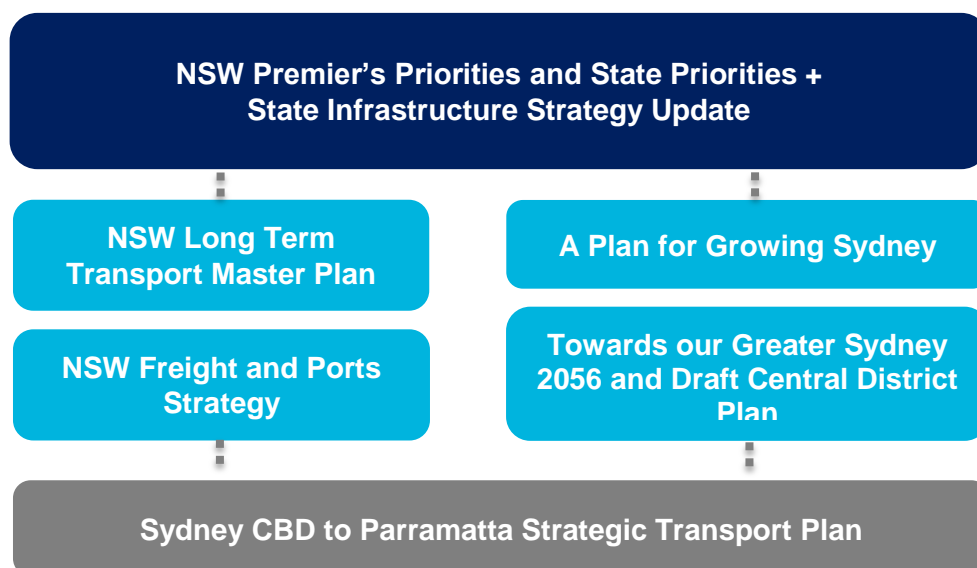 NSW Premier’s Priorities and State Priorities +
State Infrastructure Strategy Update
NSW Long Term
Transport Master Plan
A Plan for Growing Sydney
NSW Freight and Ports
Strategy
Towards our Greater Sydney
2056 and Draft Central District
Plan
Sydney CBD to Parramatta Strategic Transport Plan